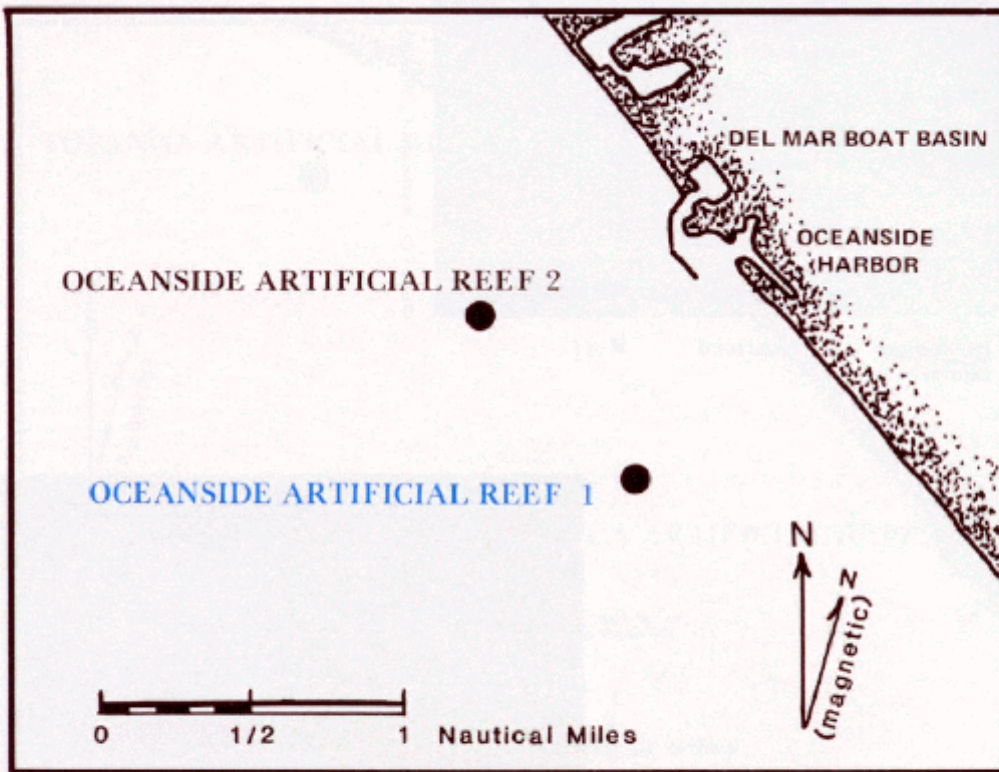 DEL MAR BOAT BASIN
OCEANSIDE
HARBOR
OCEANSIDE ARTIFICIAL REEF 2
OCEANSIDE ARTIFICIAL REEF 1
N
N
(magnetic)
0 1/2 1 Nautical Miles